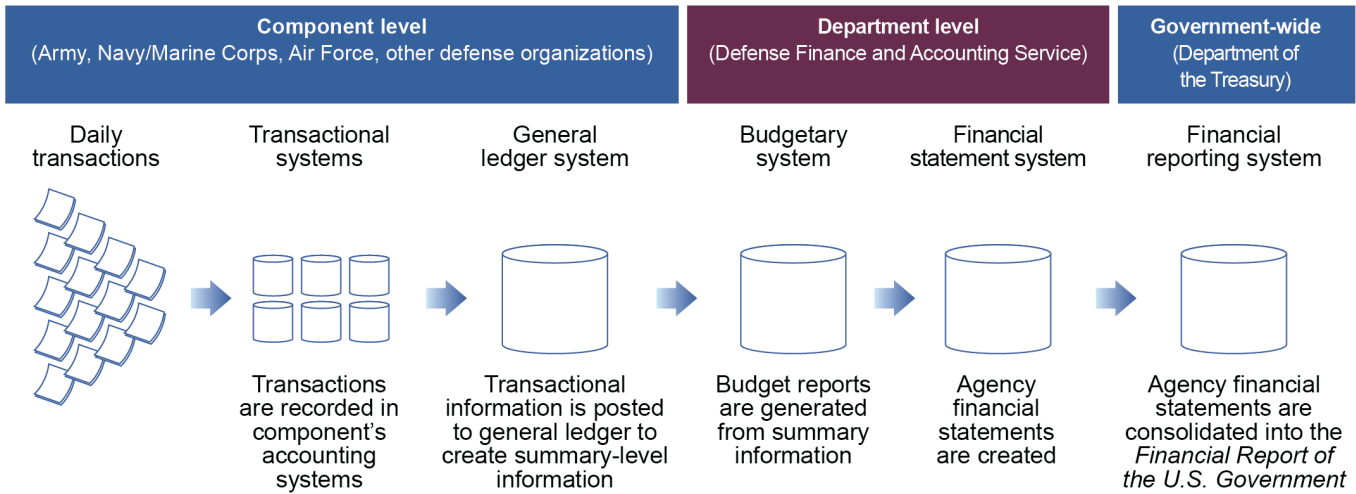 Component level
(Army, Navy/Marine Corps, Air Force, other defense organizations)
Department level
(Defense Finance and Accounting Service)
Government-wide
(Department of
the Treasury)
Daily
transactions
Transactional
systems
General
ledger system
Budgetary
system
Financial
statement system
Financial
reporting system
Transactions
are recorded in
component’s
accounting
systems
Transactional
information is posted
to general ledger to
create summary-level
information
Budget reports
are generated
from summary
information
Agency
financial
statements
are created
Agency financial
statements are
consolidated into the
Financial Report of
the U.S. Government